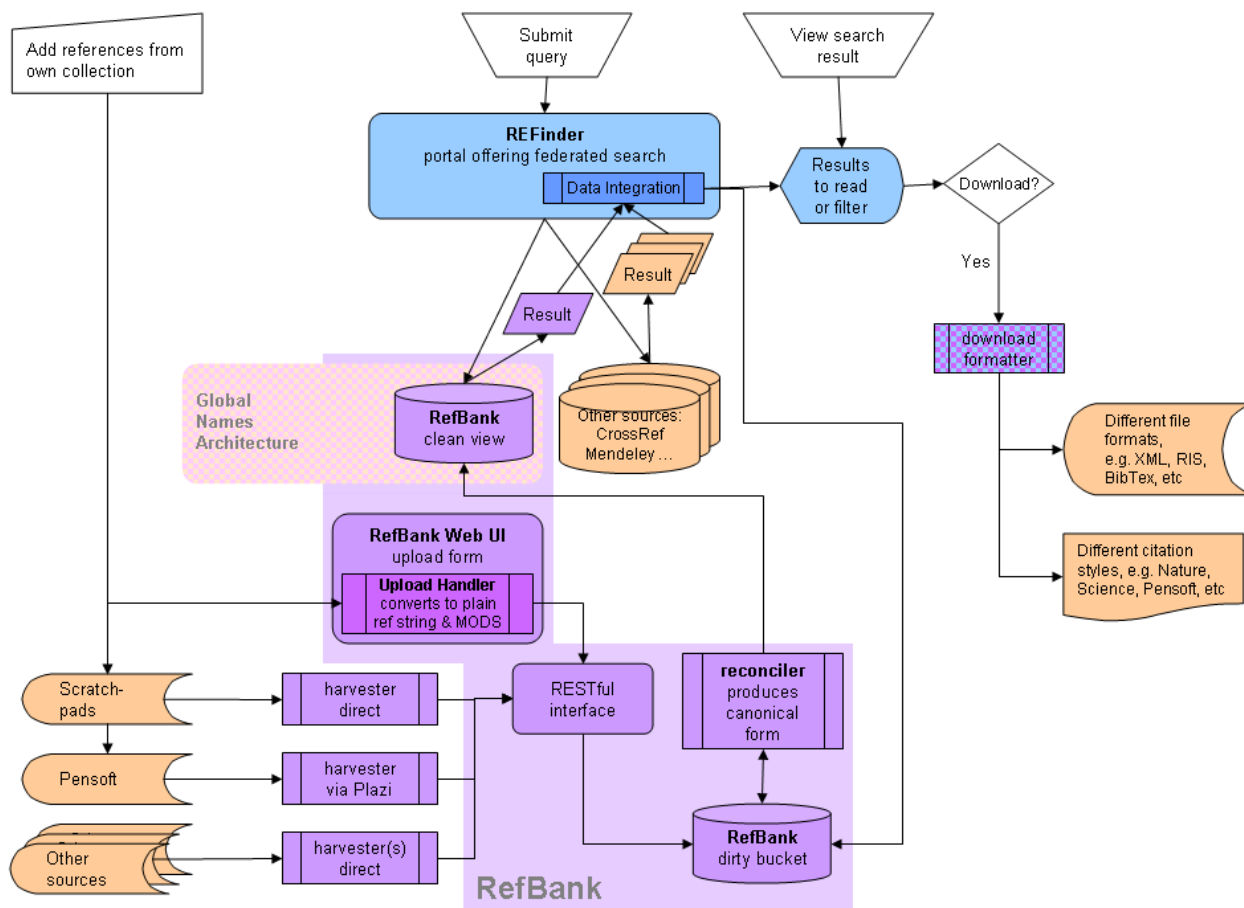 Add references from
own collection
Submit
query
View search
result
REFinder
portal offering federated search
Data Integration
Results
to read
or filter
Download?
Yes
Result
Result
download
formatter
Global
Names
Architecture
RefBank
clean view
Other sources:
CrossRef
Mendeley ...
Different file
formats,
e.g. XML, RIS,
BibTex, etc
RefBank Web UI
upload form
Upload Handler
converts to plain
ref string & MODS
Different citation
styles, e.g. Nature,
Science, Pensoft, etc
Scratch-
pads
harvester
direct
RESTful
interface
reconciler
produces
canonical
form
Pensoft
harvester
via Plazi
Other
sources
harvester(s)
direct
RefBank
dirty bucket
RefBank